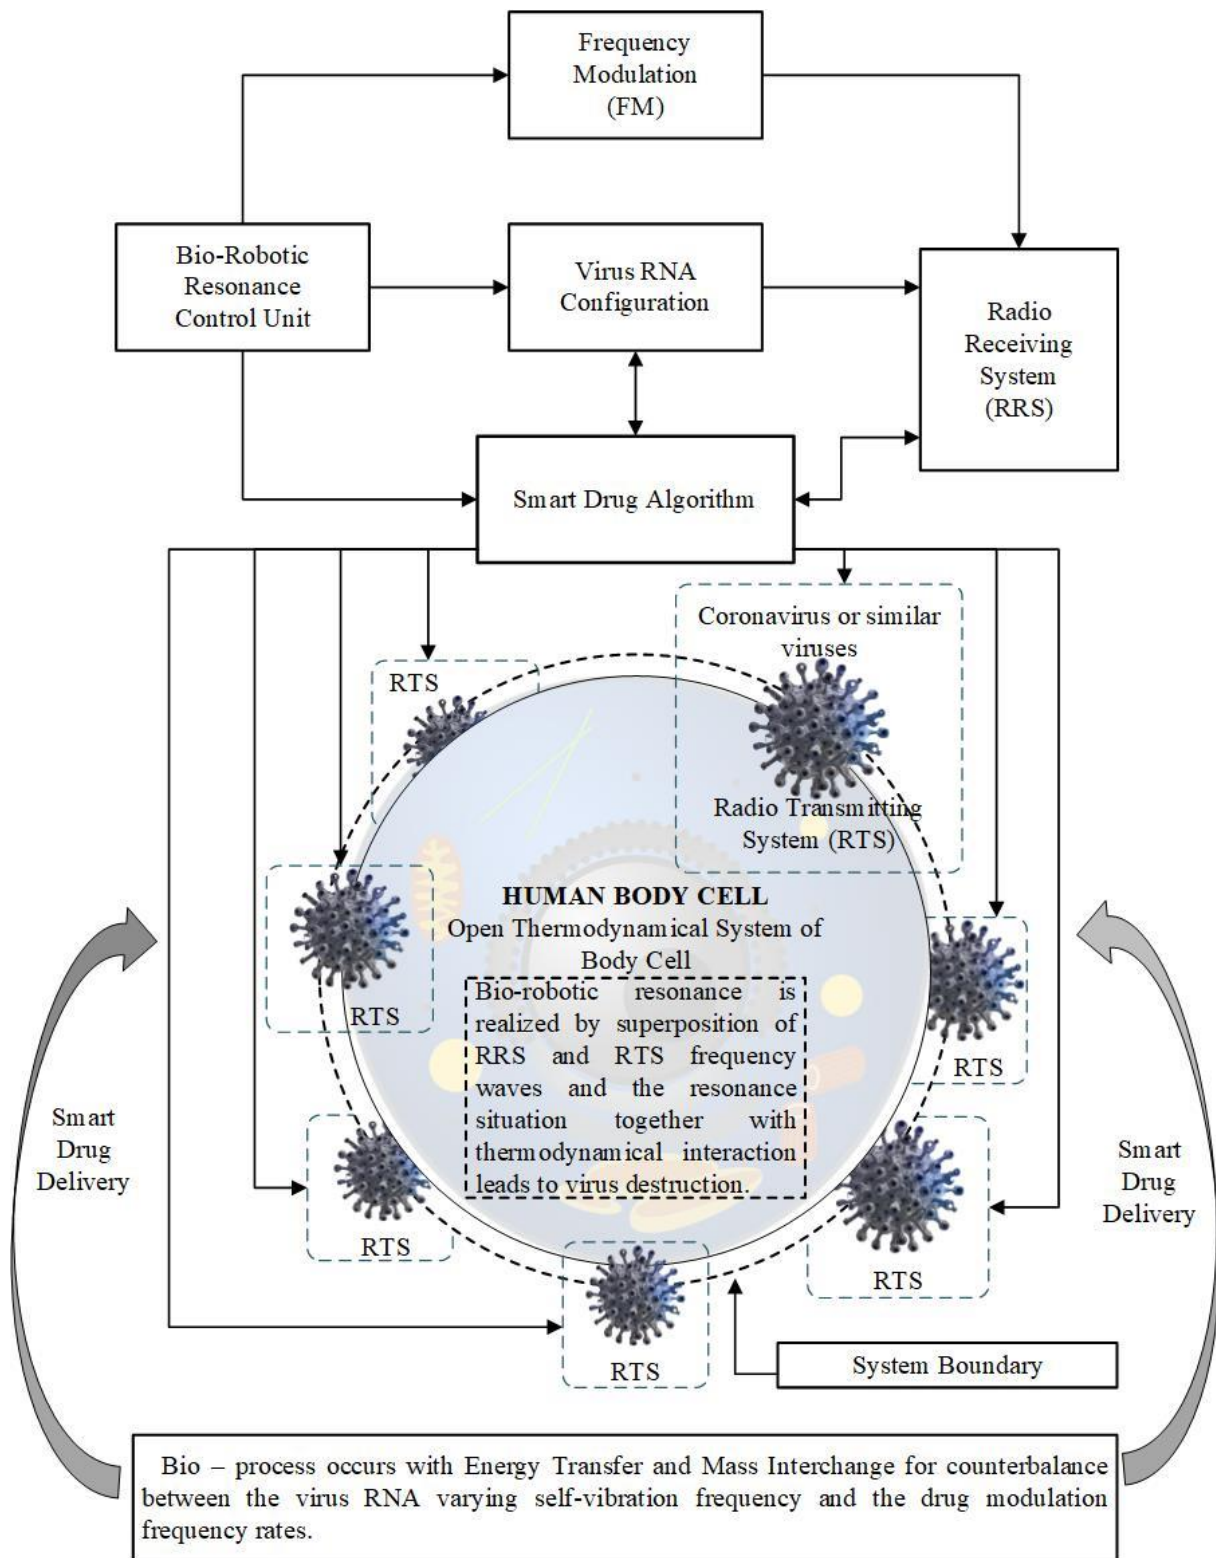 Frequency
Modulation
(FM)
Bio-Robotic
Resonance
Control Unit
Virus RNA
Configuration
Radio
Receiving
System
(RRS)
Smart Drug Algorithm
Coronavirus or similar
viruses
RTS
Radio Transmitting
System (RTS)
HUMAN BODY CELL
Open Thermodynamical System of
Body Cell
Bio-robotic resonance is
realized by superposition of
RRS and RTS frequency
waves and the resonance
situation together with
thermodynamical interaction
leads to virus destruction.
RTS
RTS
Smart
Drug
Delivery
Smart
Drug
Delivery
RTS
RTS
RTS
System Boundary
Bio – process occurs with Energy Transfer and Mass Interchange for counterbalance
between the virus RNA varying self-vibration frequency and the drug modulation
frequency rates.